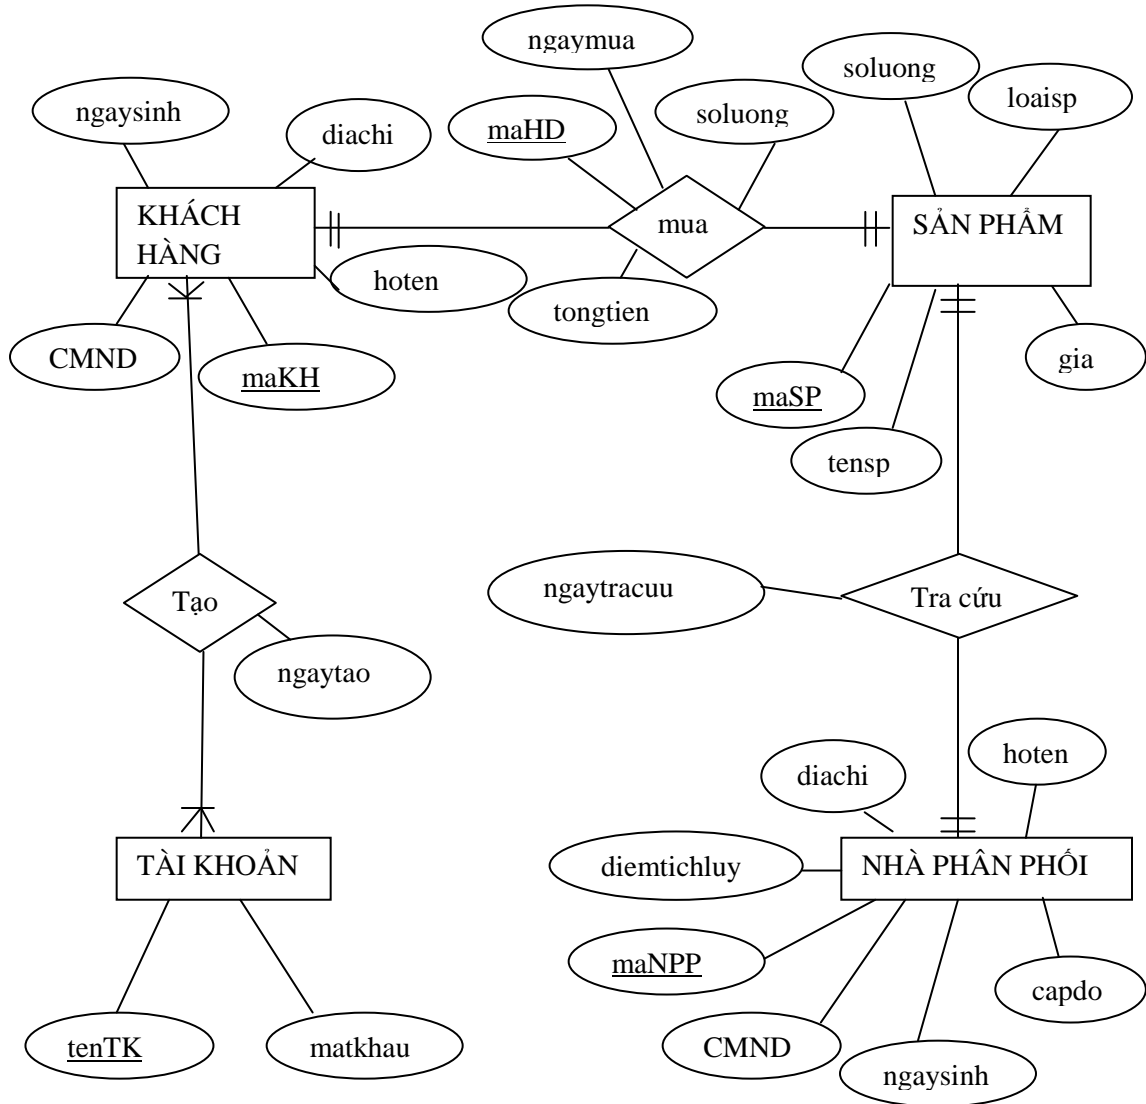 ngaymua
soluong
ngaysinh
loaisp
diachi
maHD
soluong
KHÁCH
HÀNG
mua
SẢN PHẨM
hoten
tongtien
CMND
maKH
gia
maSP
tensp
ngaytracuu
Tạo
Tra cứu
ngaytao
hoten
diachi
TÀI KHOẢN
diemtichluy
NHÀ PHÂN PHỐI
maNPP
capdo
tenTK
matkhau
CMND
ngaysinh